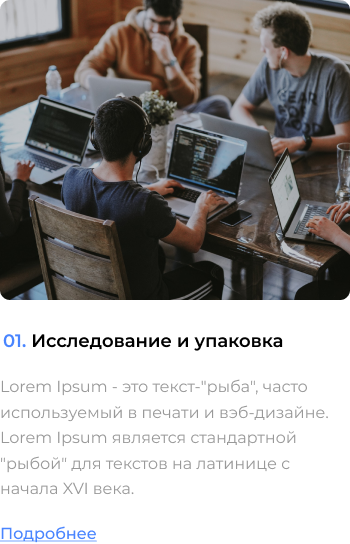 GEAR
01. Исследование и упаковка
Lorem Ipsum - это текст-"рыба", часто
используемый в печати и вэб-дизайне.
Lorem Ipsum является стандартной
"рыбой" для текстов на латинице с
начала XVI века.
Подробнее